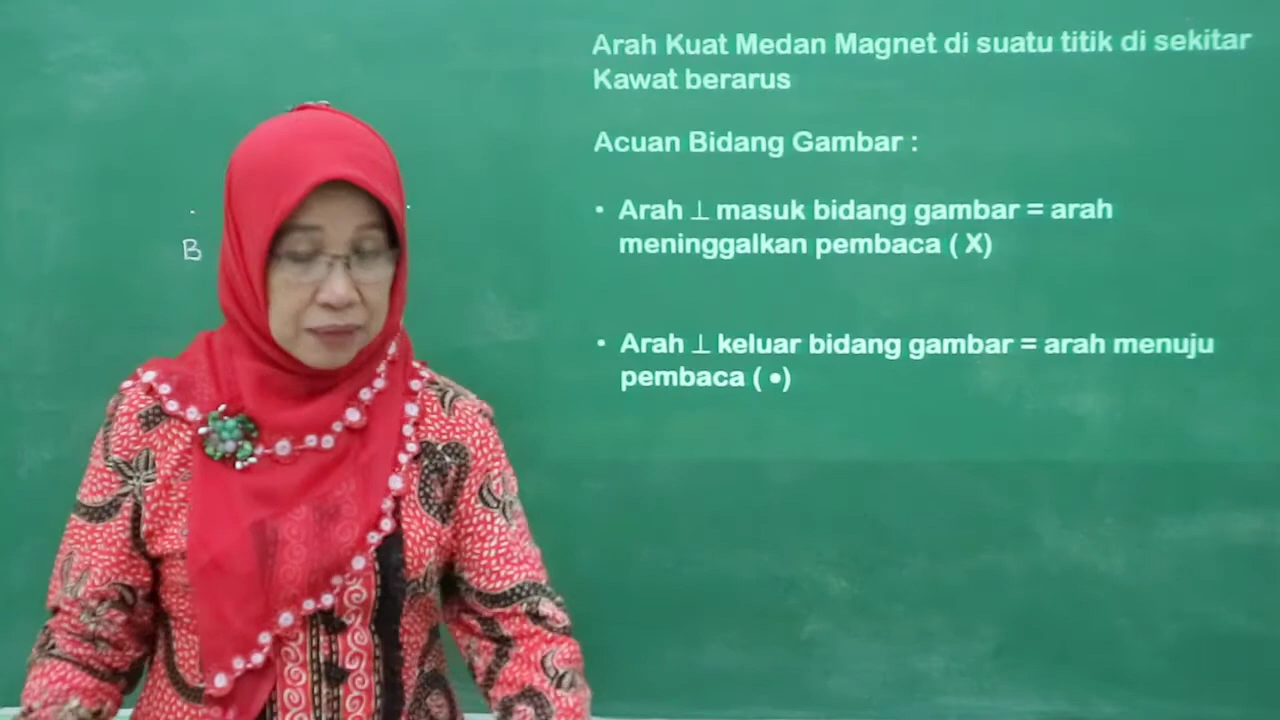 Arah Kuat Medan Magnet di suatu titik di sekitar
Kawat berarus
Acuan Bidang Gambar :
• Arah ⊥ masuk bidang gambar = arah
meninggalkan pembaca ( X)
• Arah ⊥ keluar bidang gambar = arah menuju
pembaca ( •)
B